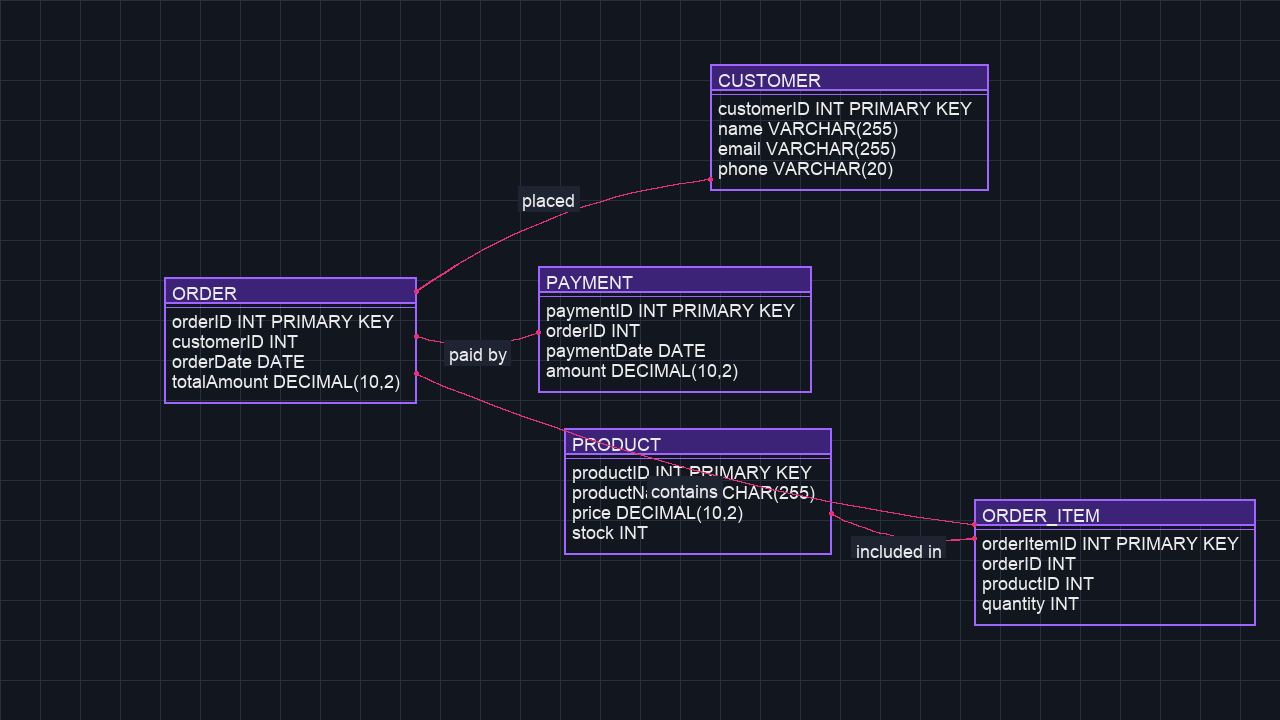 CUSTOMER
customerID INT PRIMARY KEY
name VARCHAR(255)
email VARCHAR(255)
phone VARCHAR(20)
placed
ORDER
orderID INT PRIMARY KEY
customerID INT
orderDate DATE
totalAmount DECIMAL(10,2)
paid by
PAYMENT
paymentID INT PRIMARY KEY
orderID INT
paymentDate DATE
amount DECIMAL(10,2)
PRODUCT
productID INT PRIMARY KEY
CHAR(255)
price DECIMAL(10,2)
stock INT
contains
included in
ORDER_ITEM
orderItemID INT PRIMARY KEY
orderID INT
productID INT
quantity INT